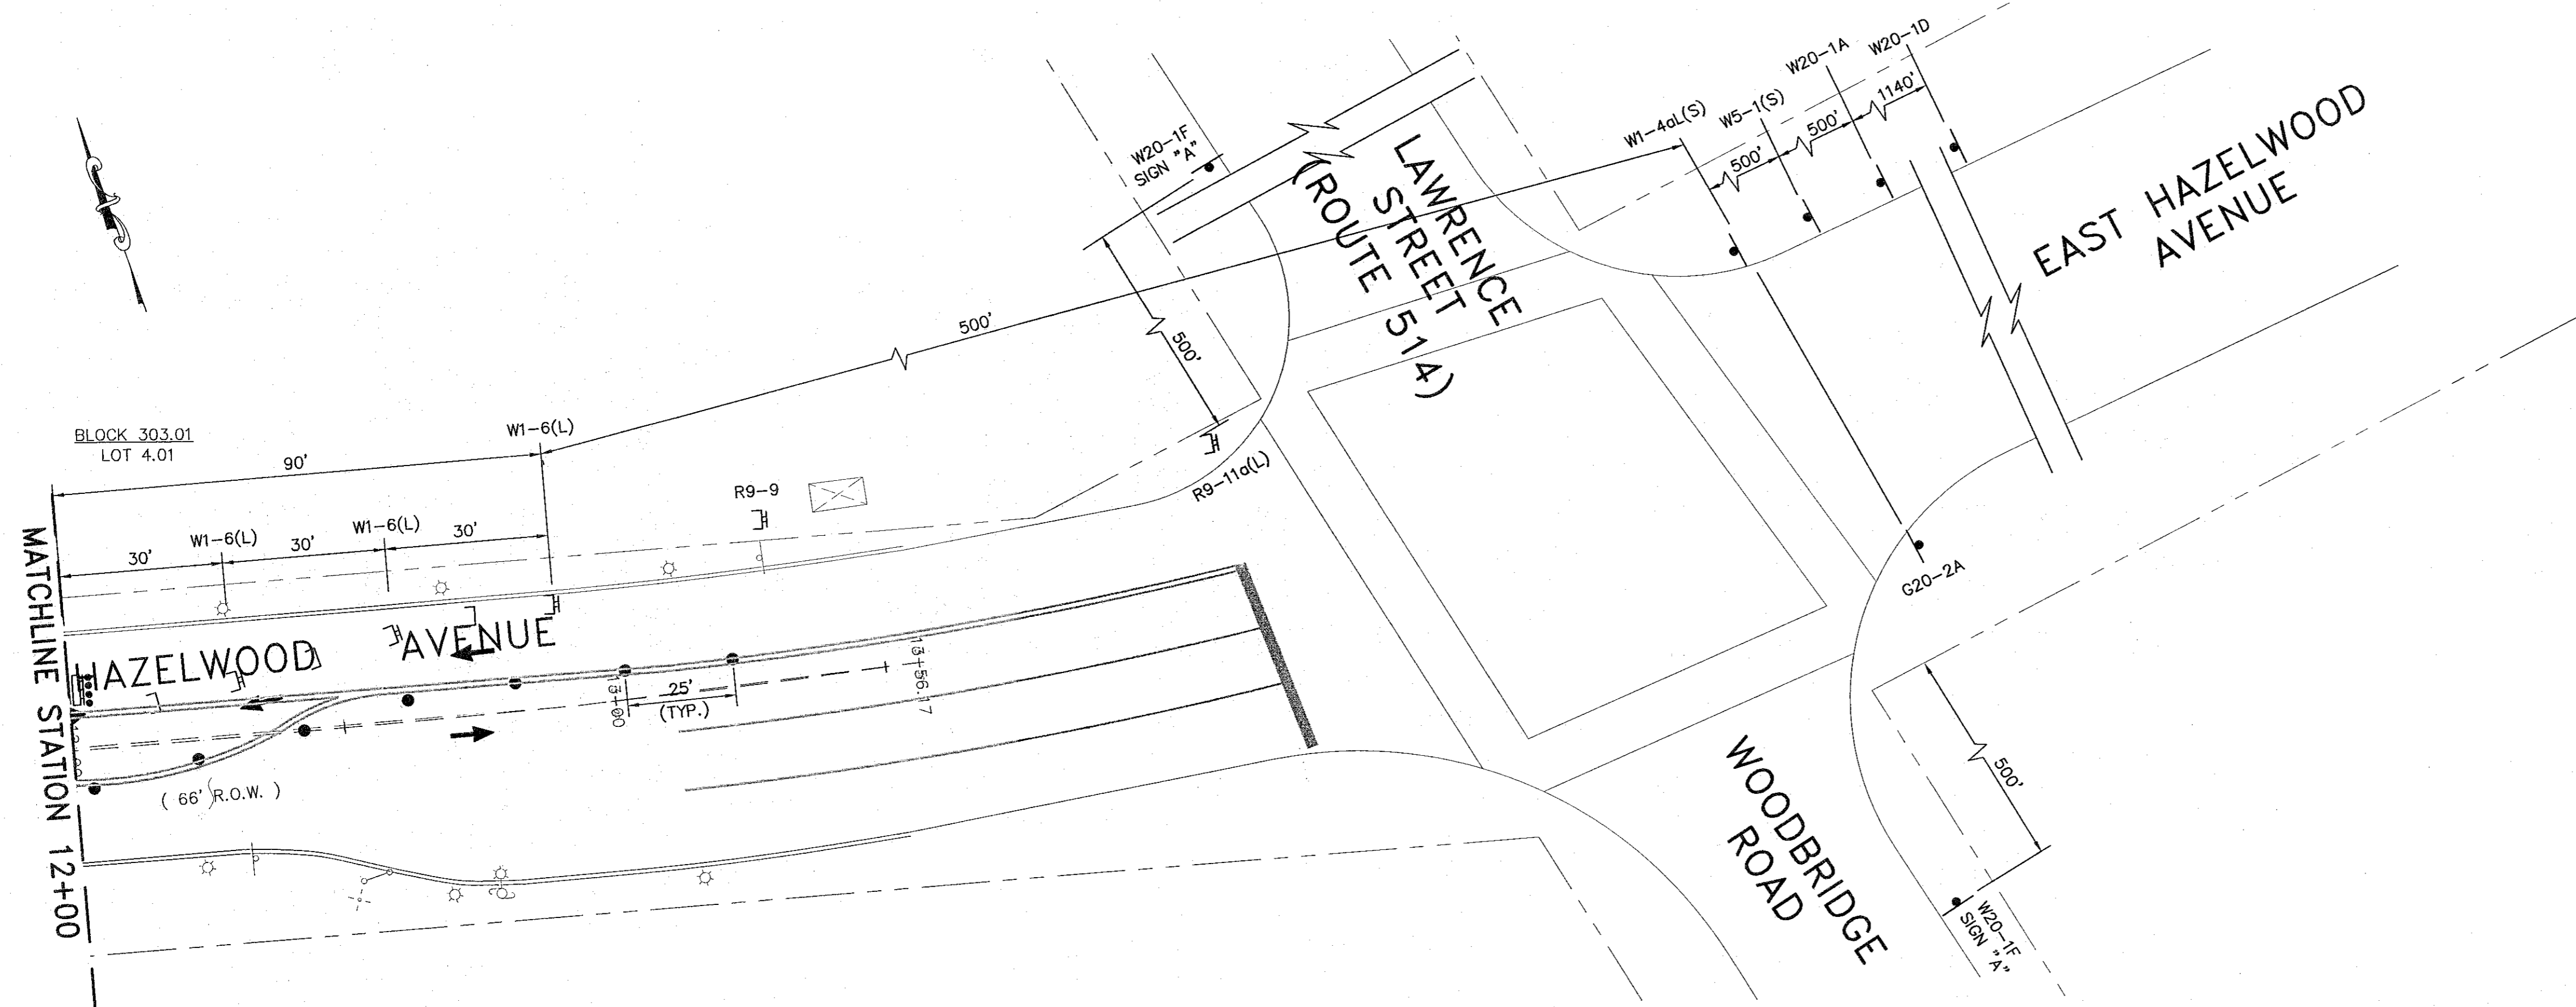 W20-1D
W20-1A
W5-1(S)
W1-4aL(S)
1140'
500'
500'
W20-1F
SIGN "A"
LAWRENCE
STREET
(ROUTE 514)
EAST HAZELWOOD
AVENUE
500'
500'
BLOCK 303.01
LOT 4.01
90'
W1-6(L)
R9-9
R9-11a(L)
W1-6(L)
W1-6(L)
30'
30'
30'
G20-2A
HAZELWOOD AVENUE
MATCHLINE STATION 12+00
13+00
25'
(TYP.)
13+56.17
( 66' R.O.W. )
WOODBRIDGE
ROAD
500'
W20-1F
SIGN "A"